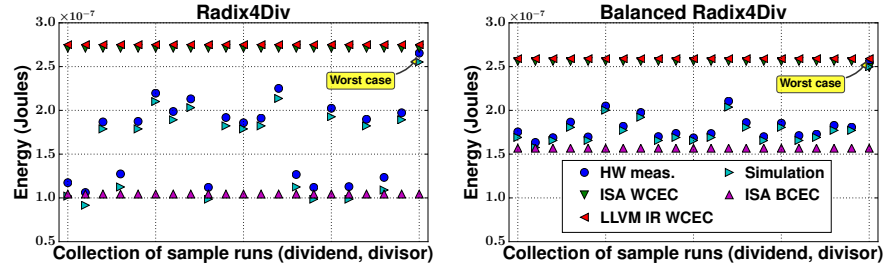 Radix4Div
×10⁻⁷
3.0
2.5
2.0
1.5
1.0
0.5
Energy (Joules)
Worst case
Collection of sample runs (dividend, divisor)
Balanced Radix4Div
×10⁻⁷
3.0
2.5
2.0
1.5
1.0
0.5
Energy (Joules)
Worst case
HW meas.
Simulation
ISA WCEC
ISA BCEC
LLVM IR WCEC
Collection of sample runs (dividend, divisor)